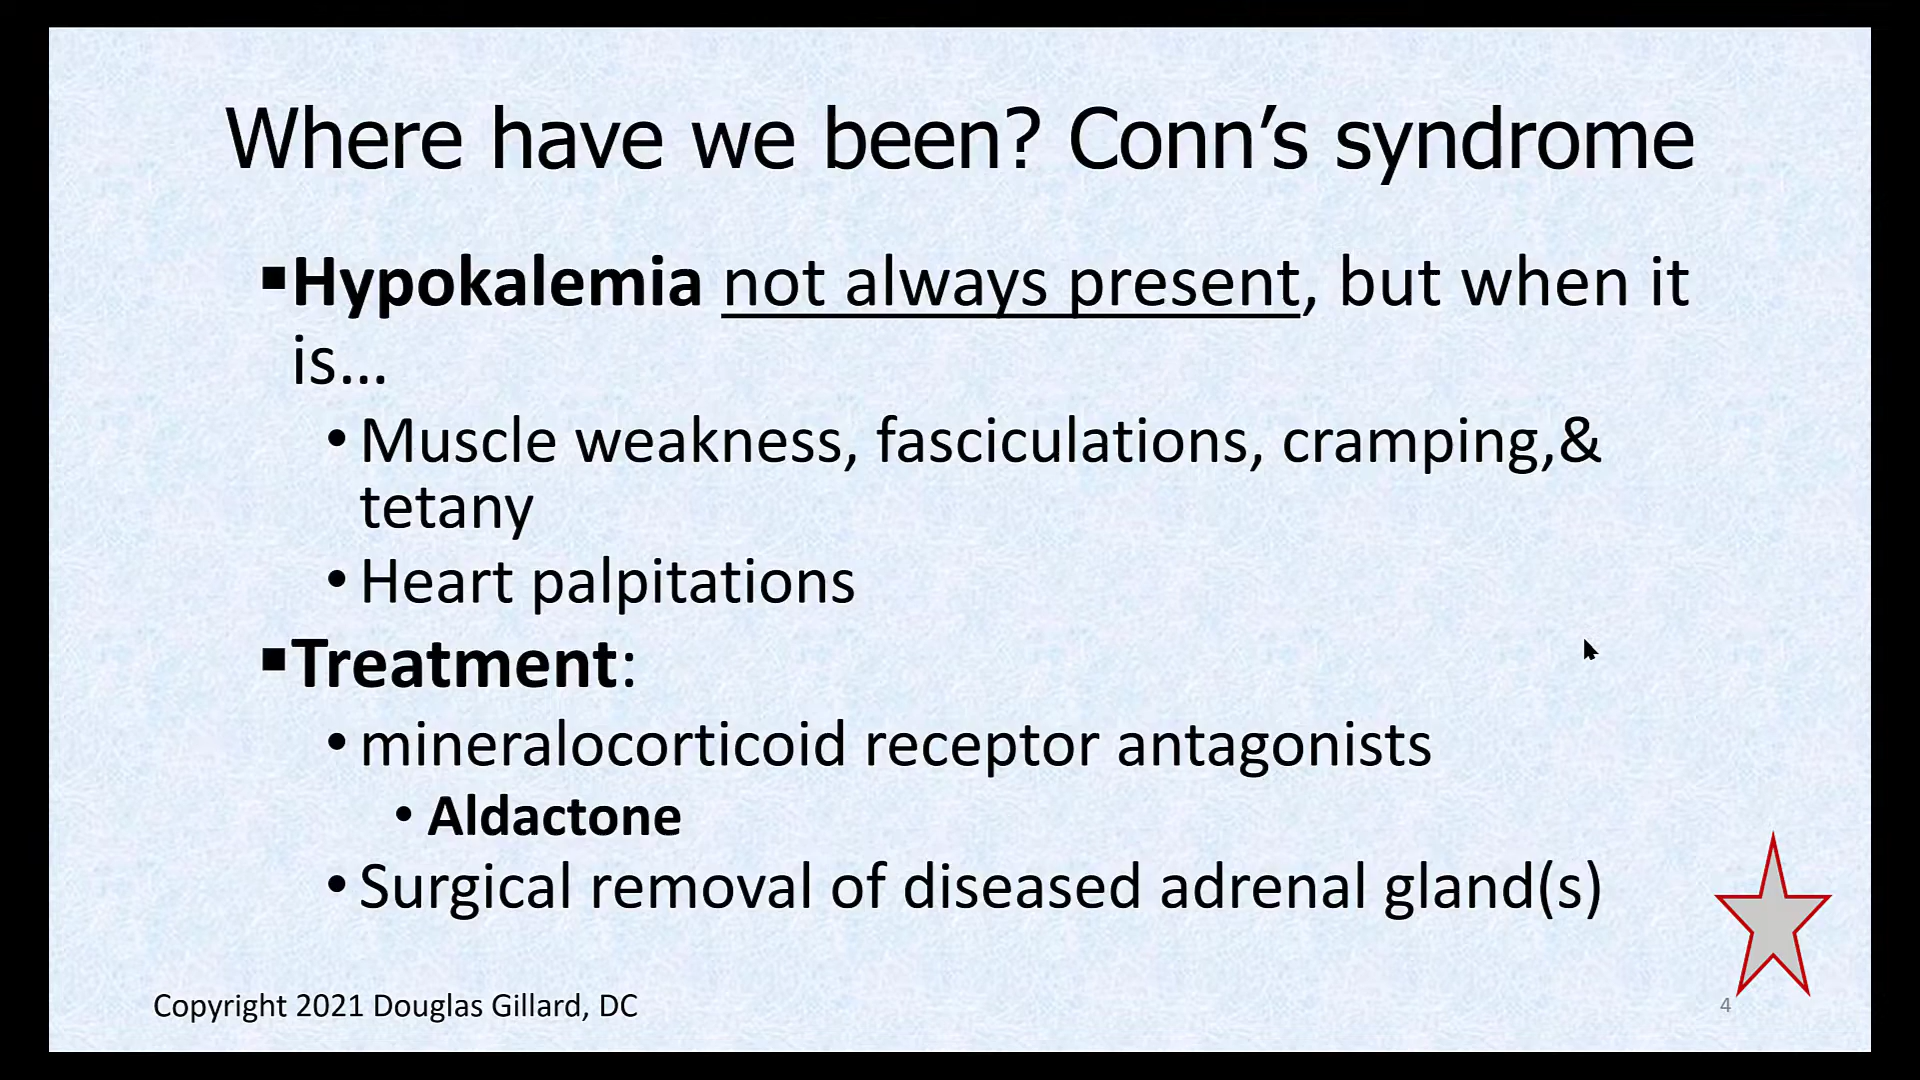 Where have we been? Conn’s syndrome
▪Hypokalemia not always present, but when it
is…
•Muscle weakness, fasciculations, cramping,&
tetany
•Heart palpitations
▪Treatment:
•mineralocorticoid receptor antagonists
• Aldactone
•Surgical removal of diseased adrenal gland(s)
Copyright 2021 Douglas Gillard, DC
4